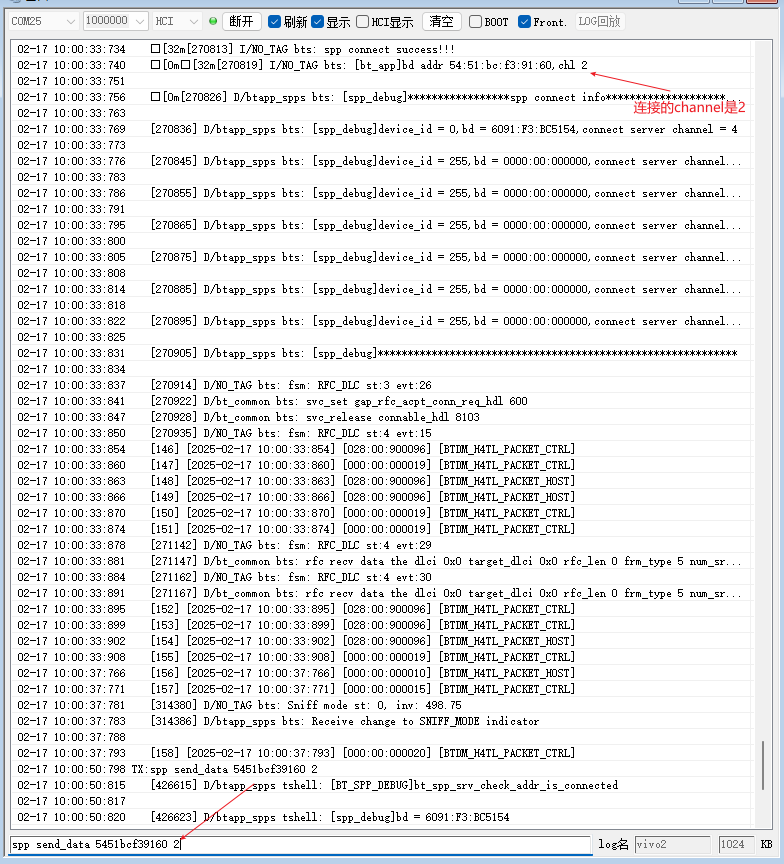 COM25 1000000 HCI 断开 刷新 显示 HCI显示 清空 BOOT Front. LOG回放
02-17 10:00:33:734 □[32m[270813] I/NO_TAG bts: spp connect success!!!
02-17 10:00:33:740 □[0m□[32m[270819] I/NO_TAG bts: [bt_app]bd addr 54:51:bc:f3:91:60,chl 2
02-17 10:00:33:751
02-17 10:00:33:756 □[0m[270826] D/btapp_spps bts: [spp_debug]*****************spp connect info********************
连接的channel是2
02-17 10:00:33:763
02-17 10:00:33:769 [270836] D/btapp_spps bts: [spp_debug]device_id = 0,bd = 6091:F3:BC5154,connect server channel = 4
02-17 10:00:33:773
02-17 10:00:33:776 [270845] D/btapp_spps bts: [spp_debug]device_id = 255,bd = 0000:00:000000,connect server channel...
02-17 10:00:33:783
02-17 10:00:33:786 [270855] D/btapp_spps bts: [spp_debug]device_id = 255,bd = 0000:00:000000,connect server channel...
02-17 10:00:33:791
02-17 10:00:33:795 [270865] D/btapp_spps bts: [spp_debug]device_id = 255,bd = 0000:00:000000,connect server channel...
02-17 10:00:33:800
02-17 10:00:33:805 [270875] D/btapp_spps bts: [spp_debug]device_id = 255,bd = 0000:00:000000,connect server channel...
02-17 10:00:33:808
02-17 10:00:33:814 [270885] D/btapp_spps bts: [spp_debug]device_id = 255,bd = 0000:00:000000,connect server channel...
02-17 10:00:33:818
02-17 10:00:33:822 [270895] D/btapp_spps bts: [spp_debug]device_id = 255,bd = 0000:00:000000,connect server channel...
02-17 10:00:33:825
02-17 10:00:33:831 [270905] D/btapp_spps bts: [spp_debug]************************************************************
02-17 10:00:33:834
02-17 10:00:33:837 [270914] D/NO_TAG bts: fsm: RFC_DLC st:3 evt:26
02-17 10:00:33:841 [270922] D/bt_common bts: svc_set gap_rfc_acpt_conn_req_hdl 600
02-17 10:00:33:847 [270928] D/bt_common bts: svc_release connable_hdl 8103
02-17 10:00:33:850 [270935] D/NO_TAG bts: fsm: RFC_DLC st:4 evt:15
02-17 10:00:33:854 [146] [2025-02-17 10:00:33:854] [028:00:900096] [BTDM_H4TL_PACKET_CTRL]
02-17 10:00:33:860 [147] [2025-02-17 10:00:33:860] [000:00:000019] [BTDM_H4TL_PACKET_CTRL]
02-17 10:00:33:863 [148] [2025-02-17 10:00:33:863] [028:00:900096] [BTDM_H4TL_PACKET_HOST]
02-17 10:00:33:866 [149] [2025-02-17 10:00:33:866] [028:00:900096] [BTDM_H4TL_PACKET_HOST]
02-17 10:00:33:870 [150] [2025-02-17 10:00:33:870] [000:00:000019] [BTDM_H4TL_PACKET_CTRL]
02-17 10:00:33:874 [151] [2025-02-17 10:00:33:874] [000:00:000019] [BTDM_H4TL_PACKET_CTRL]
02-17 10:00:33:878 [271142] D/NO_TAG bts: fsm: RFC_DLC st:4 evt:29
02-17 10:00:33:881 [271147] D/bt_common bts: rfc recv data the dlci 0x0 target_dlci 0x0 rfc_len 0 frm_type 5 num_sr...
02-17 10:00:33:884 [271162] D/NO_TAG bts: fsm: RFC_DLC st:4 evt:30
02-17 10:00:33:891 [271167] D/bt_common bts: rfc recv data the dlci 0x0 target_dlci 0x0 rfc_len 0 frm_type 5 num_sr...
02-17 10:00:33:895 [152] [2025-02-17 10:00:33:895] [028:00:900096] [BTDM_H4TL_PACKET_CTRL]
02-17 10:00:33:899 [153] [2025-02-17 10:00:33:899] [028:00:900096] [BTDM_H4TL_PACKET_CTRL]
02-17 10:00:33:902 [154] [2025-02-17 10:00:33:902] [028:00:900096] [BTDM_H4TL_PACKET_HOST]
02-17 10:00:33:908 [155] [2025-02-17 10:00:33:908] [000:00:000019] [BTDM_H4TL_PACKET_CTRL]
02-17 10:00:37:766 [156] [2025-02-17 10:00:37:766] [000:00:000010] [BTDM_H4TL_PACKET_HOST]
02-17 10:00:37:771 [157] [2025-02-17 10:00:37:771] [000:00:000015] [BTDM_H4TL_PACKET_CTRL]
02-17 10:00:37:781 [314380] D/NO_TAG bts: Sniff mode st: 0, inv: 498.75
02-17 10:00:37:783 [314386] D/btapp_spps bts: Receive change to SNIFF_MODE indicator
02-17 10:00:37:788
02-17 10:00:37:793 [158] [2025-02-17 10:00:37:793] [000:00:000020] [BTDM_H4TL_PACKET_CTRL]
02-17 10:00:50:798 TX:spp send_data 5451bcf39160 2
02-17 10:00:50:815 [426615] D/btapp_spps tshell: [BT_SPP_DEBUG]bt_spp_srv_check_addr_is_connected
02-17 10:00:50:817
02-17 10:00:50:820 [426623] D/btapp_spps tshell: [spp_debug]bd = 6091:F3:BC5154
spp send_data 5451bcf39160 2 log名 vivo2 1024 KB